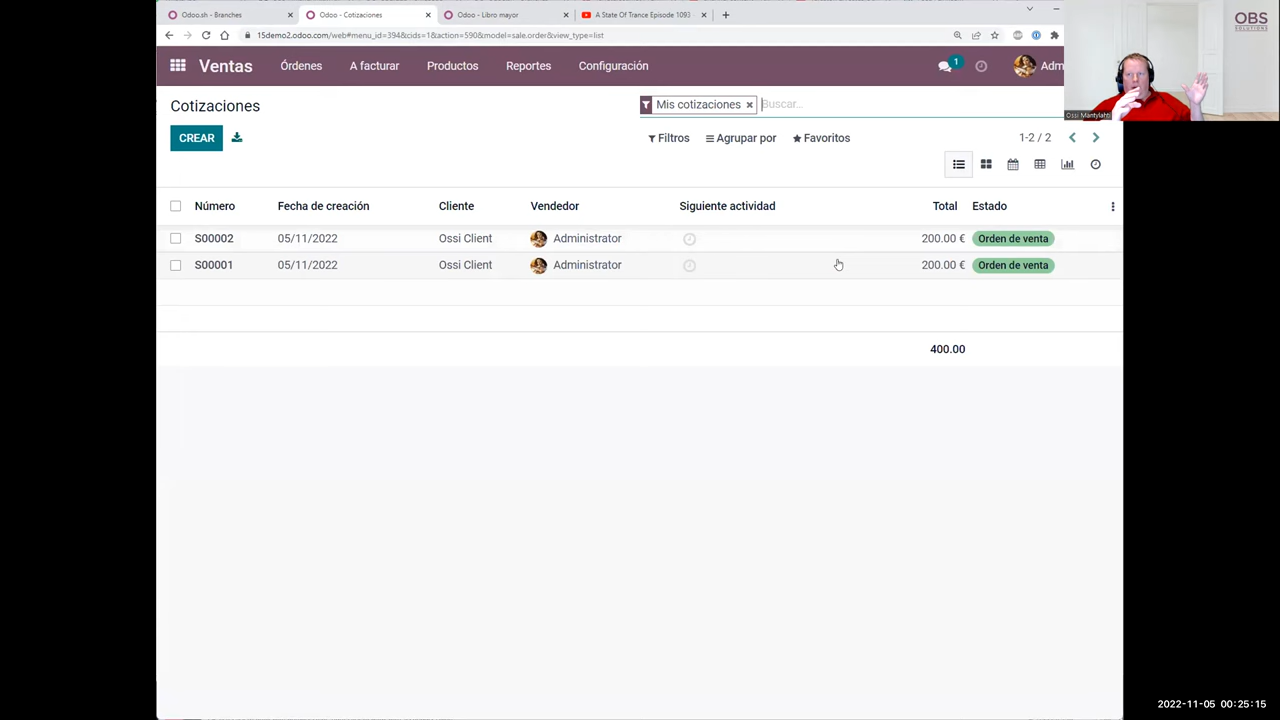 Odoo.sh - Branches
Odoo - Cotizaciones
Odoo - Libro mayor
A State Of Trance Episode 1093
15demo2.odoo.com/web#menu_id=394&cids=1&action=590&model=sale.order&view_type=list
OBS
SOLUTIONS
Ventas Órdenes A facturar Productos Reportes Configuración 1 Adm
Ossi Mäntylahti
Cotizaciones
Mis cotizaciones Buscar...
CREAR
Filtros Agrupar por Favoritos 1-2 / 2
Número Fecha de creación Cliente Vendedor Siguiente actividad Total Estado
S00002 05/11/2022 Ossi Client Administrator 200.00 € Orden de venta
S00001 05/11/2022 Ossi Client Administrator 200.00 € Orden de venta
400.00
2022-11-05 00:25:15